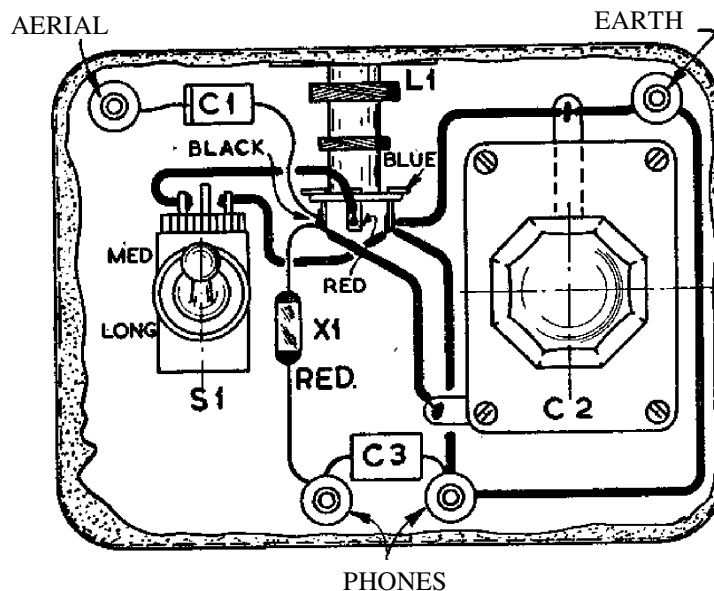 AERIAL
EARTH
L1
C1
BLACK
BLUE
MED
RED
LONG
X1
RED.
S1
C2
C3
PHONES